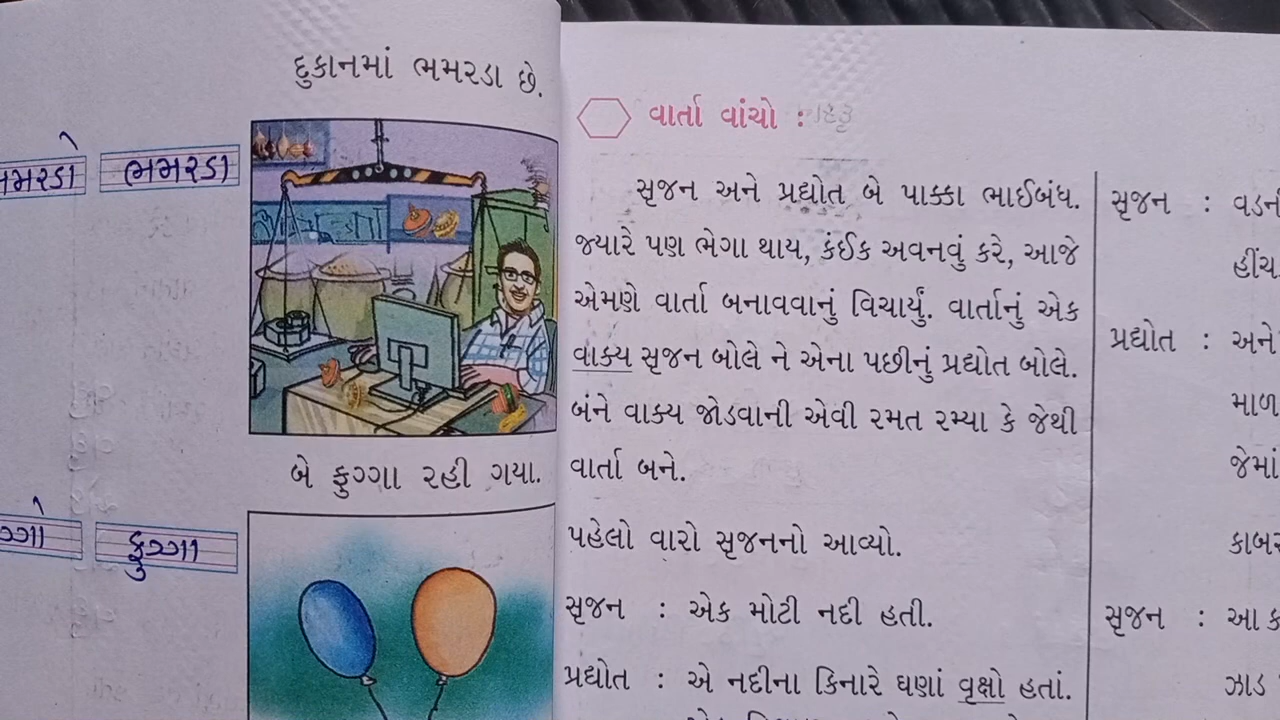 દુકાનમાં ભમરડા છે.
ભમરડા
બે ફુગ્ગા રહી ગયા.
ફુગ્ગા
વાર્તા વાંચો :
સૃજન અને પ્રદ્યોત બે પાક્કા ભાઈબંધ.
જ્યારે પણ ભેગા થાય, કંઈક અવનવું કરે, આજે
એમણે વાર્તા બનાવવાનું વિચાર્યું. વાર્તાનું એક
વાક્ય સૃજન બોલે ને એના પછીનું પ્રદ્યોત બોલે.
બંને વાક્ય જોડવાની એવી રમત રમ્યા કે જેથી
વાર્તા બને.
પહેલો વારો સૃજનનો આવ્યો.
સૃજન : એક મોટી નદી હતી.
પ્રદ્યોત : એ નદીના કિનારે ઘણાં વૃક્ષો હતાં.
સૃજન :
પ્રદ્યોત : અને
જેમાં
સૃજન : આ
ઝાડ